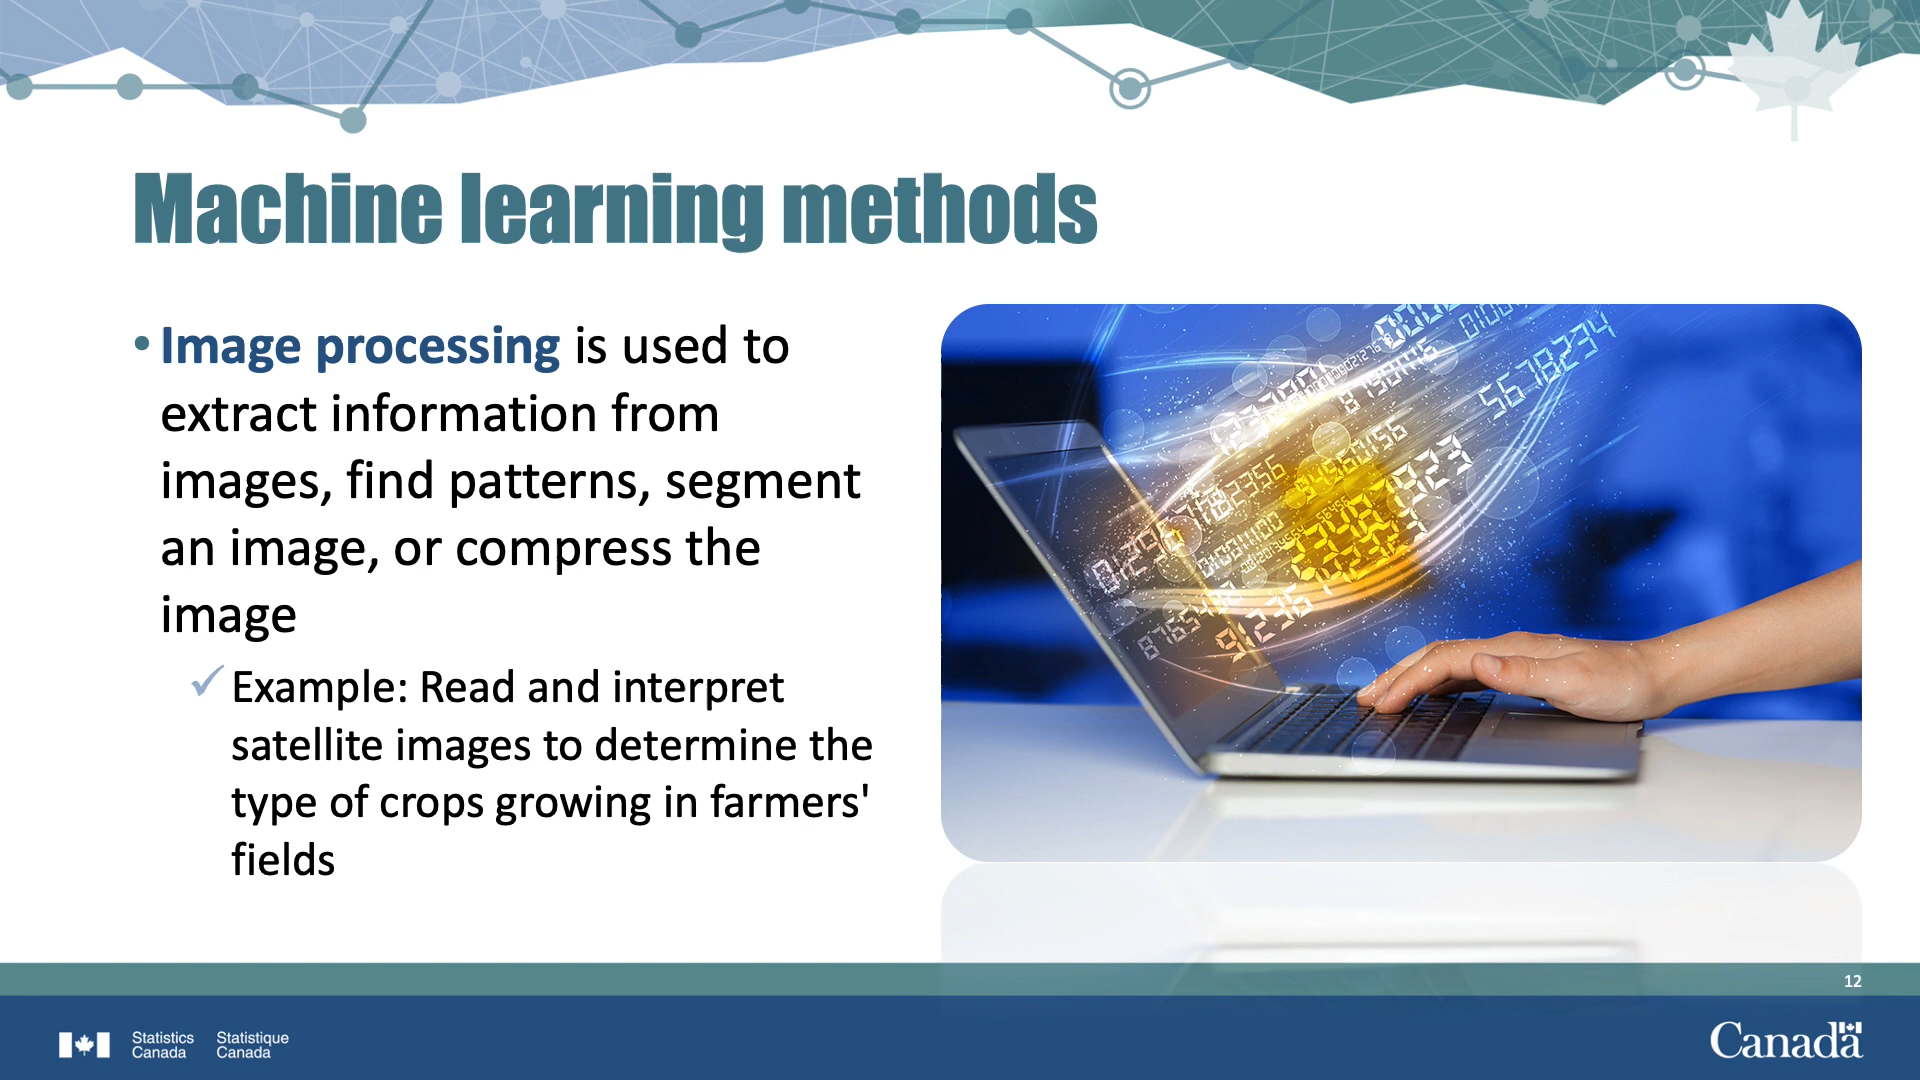 Machine learning methods
• Image processing is used to
extract information from
images, find patterns, segment
an image, or compress the
image
✓ Example: Read and interpret
satellite images to determine the
type of crops growing in farmers'
fields
5678234
12
Statistics
Canada
Statistique
Canada
Canada